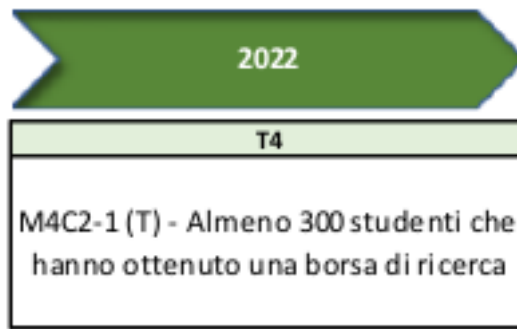 2022
T4
M4C2-1 (T) - Almeno 300 studenti che
hanno ottenuto una borsa di ricerca